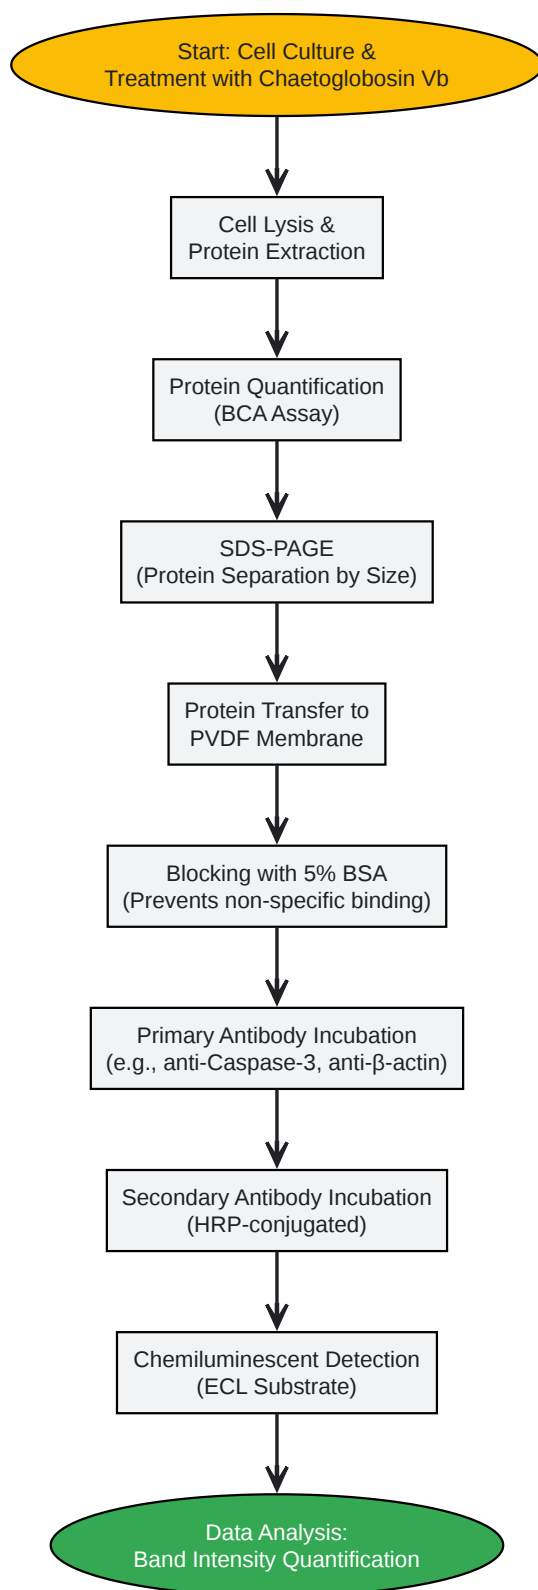 Start: Cell Culture &
Treatment with Chaetoglobosin Vb
Cell Lysis &
Protein Extraction
Protein Quantification
(BCA Assay)
SDS-PAGE
(Protein Separation by Size)
Protein Transfer to
PVDF Membrane
Blocking with 5% BSA
(Prevents non-specific binding)
Primary Antibody Incubation
(e.g., anti-Caspase-3, anti-β-actin)
Secondary Antibody Incubation
(HRP-conjugated)
Chemiluminescent Detection
(ECL Substrate)
Data Analysis:
Band Intensity Quantification